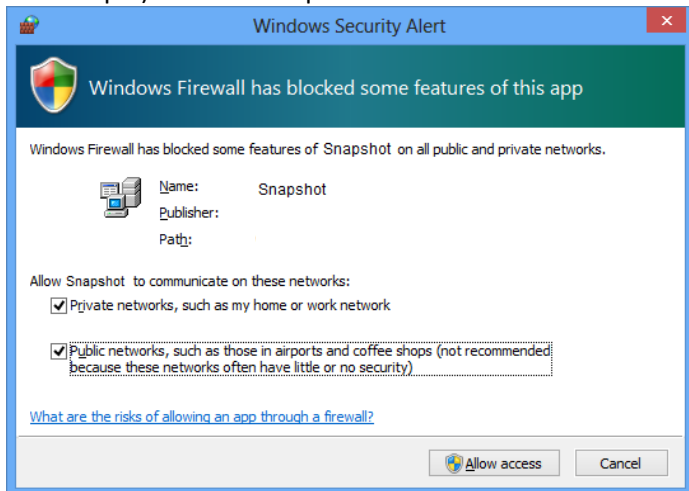 Windows Security Alert
Windows Firewall has blocked some features of this app
Windows Firewall has blocked some features of Snapshot on all public and private networks.
Name: Snapshot
Publisher:
Path:
Allow Snapshot to communicate on these networks:
Private networks, such as my home or work network
Public networks, such as those in airports and coffee shops (not recommended
because these networks often have little or no security)
What are the risks of allowing an app through a firewall?
Allow access Cancel